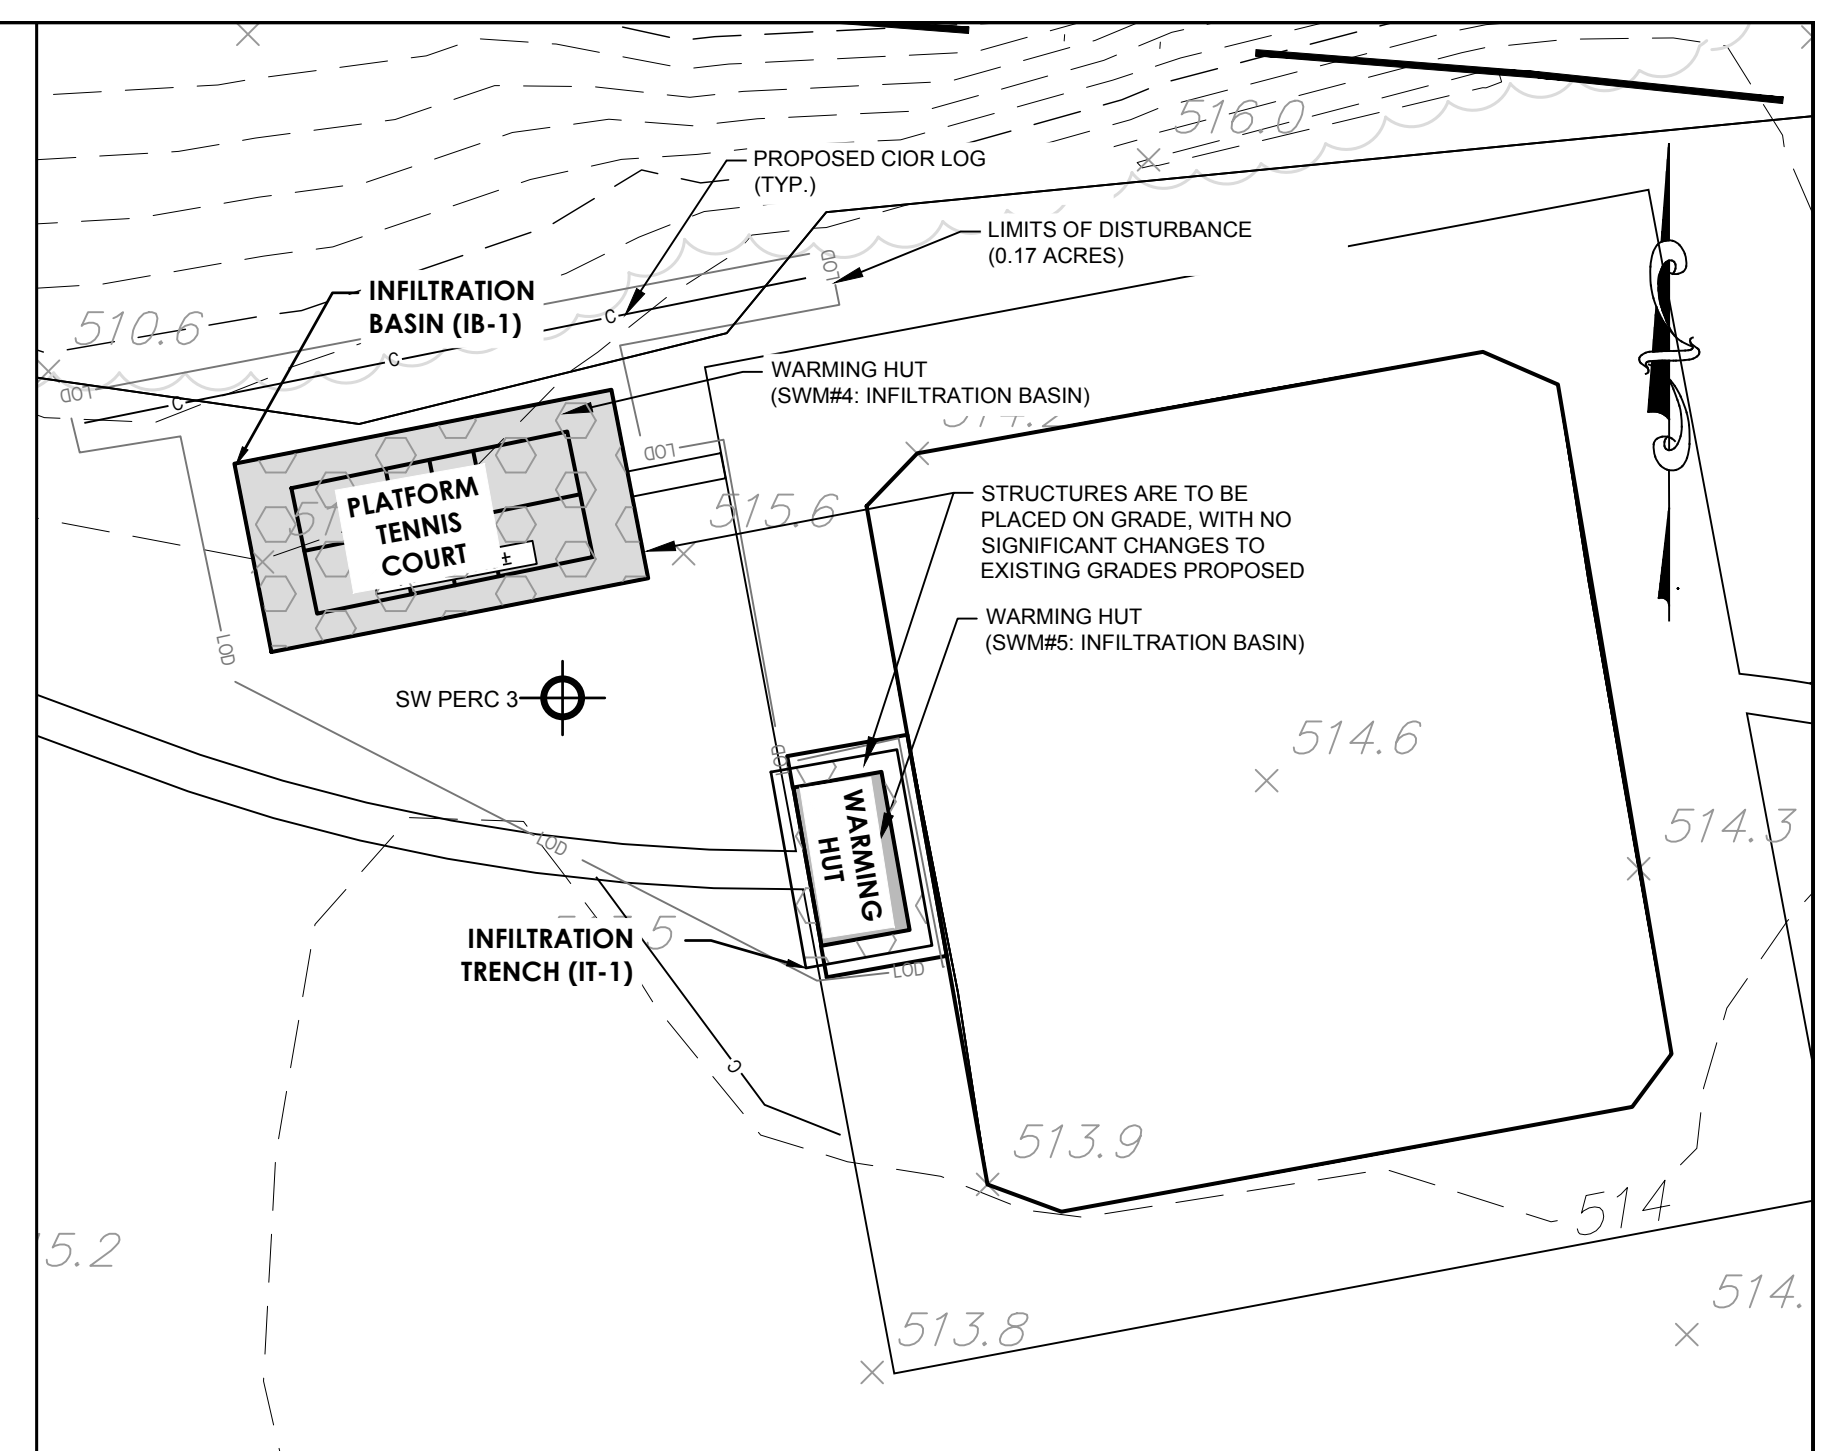 516.0
PROPOSED CIOR LOG
(TYP.)
LIMITS OF DISTURBANCE
(0.17 ACRES)
LOD
INFILTRATION
BASIN (IB-1)
C
510.6
C
WARMING HUT
(SWM#4: INFILTRATION BASIN)
LOD
C
514.2
LOD
PLATFORM
TENNIS
COURT
±
515.6
STRUCTURES ARE TO BE
PLACED ON GRADE, WITH NO
SIGNIFICANT CHANGES TO
EXISTING GRADES PROPOSED
WARMING HUT
(SWM#5: INFILTRATION BASIN)
LOD
SW PERC 3
514.6
LOD
WARMING
HUT
514.3
LOD
INFILTRATION
TRENCH (IT-1)
LOD
C
513.9
514
5.2
513.8
514.